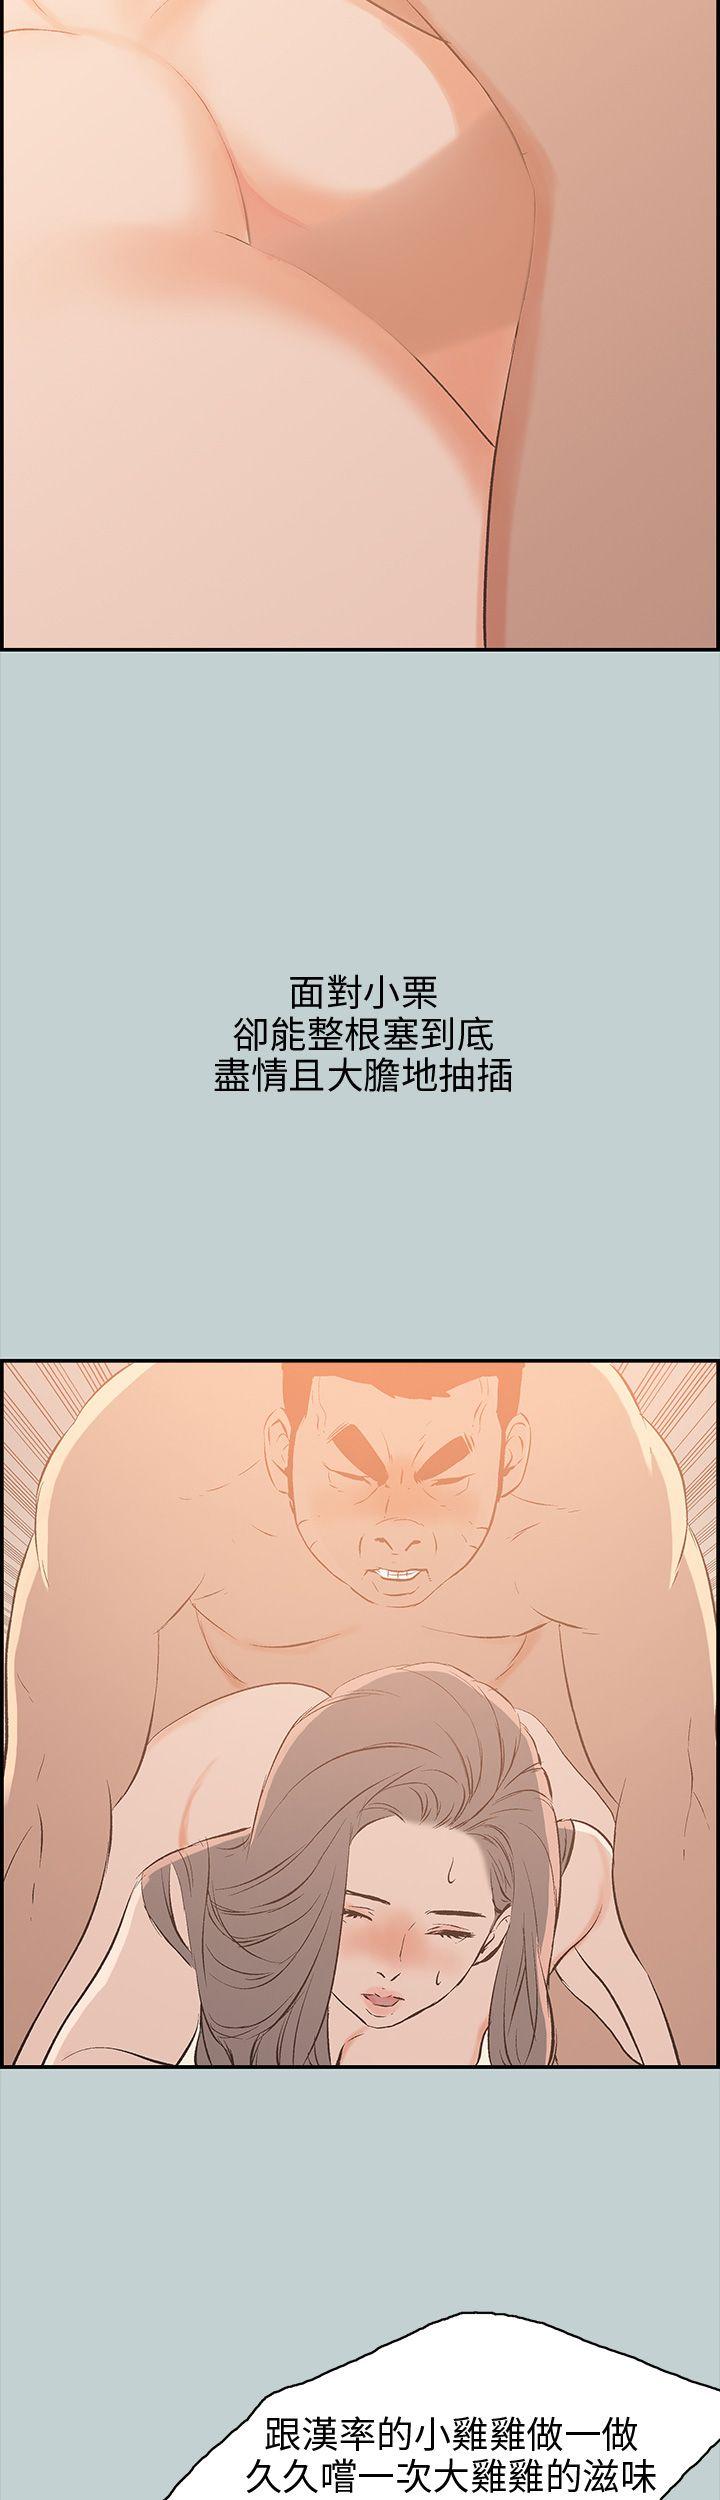 面對小栗
卻能整根塞到底
盡情且大膽地抽插
跟漢率的小雞雞做一做
久久嚐一次大雞雞的滋味